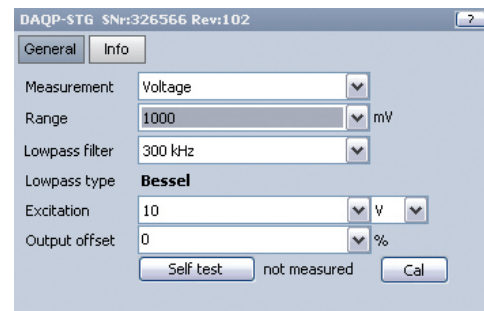 DAQP-STG SNr:326566 Rev:102 ?
General Info
Measurement Voltage
Range 1000 mV
Lowpass filter 300 kHz
Lowpass type Bessel
Excitation 10 V
Output offset 0 %
Self test not measured Cal